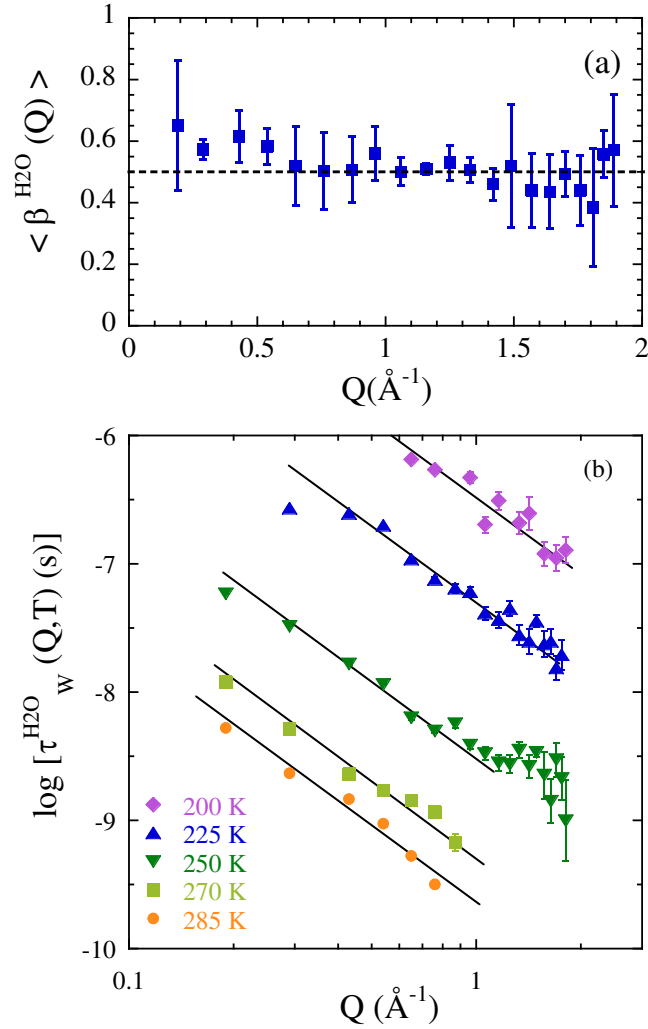 1
0.8
0.6
0.4
0.2
0
(a)
< β H2O (Q) >
0 0.5 1 1.5 2
Q(Å-1)
-6
-7
-8
-9
-10
(b)
log [τ H2O w (Q,T) (s)]
200 K
225 K
250 K
270 K
285 K
0.1 1
Q (Å-1)